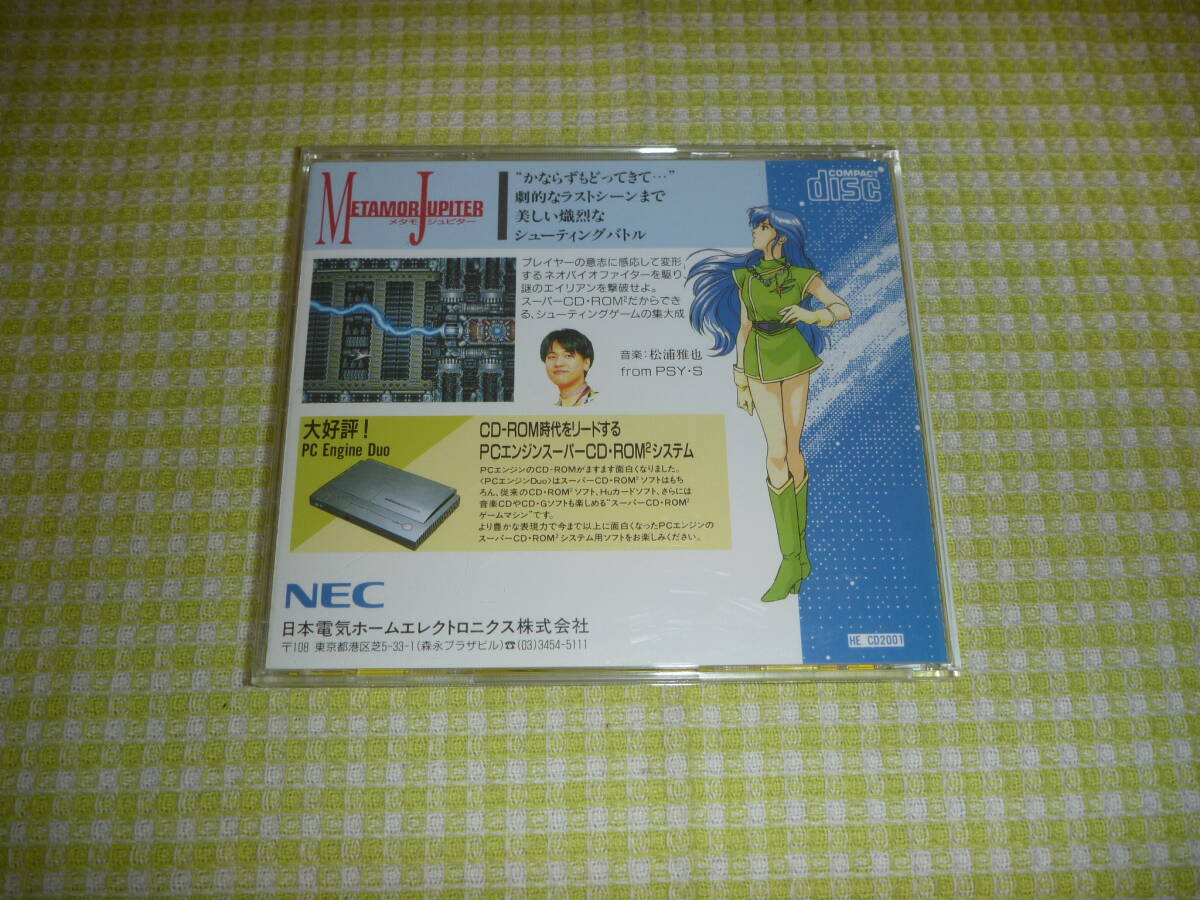 METAMOR JUPITER
メタモ ジュピター
“かならずもどってきて…”
劇的なラストシーンまで
美しい熾烈な
シューティングバトル
COMPACT
disc
プレイヤーの意志に感応して変形
するネオバイオファイターを駆り、
謎のエイリアンを撃破せよ。
スーパーCD・ROM²だからでき
る、シューティングゲームの集大成
音楽：松浦雅也
from PSY・S
大好評！
PC Engine Duo
CD-ROM時代をリードする
PCエンジンスーパーCD・ROM²システム
PCエンジンのCD-ROMがますます面白くなりました。
〈PCエンジンDuo〉はスーパーCD・ROM²ソフトはもち
ろん、従来のCD・ROM²ソフト、Huカードソフト、さらには
音楽CDやCD・Gソフトも楽しめる“スーパーCD・ROM²
ゲームマシン”です。
より豊かな表現力で今まで以上に面白くなったPCエンジンの
スーパーCD・ROM²システム用ソフトをお楽しみください。
NEC
日本電気ホームエレクトロニクス株式会社
〒108 東京都港区芝5-33-1(森永プラザビル)☎(03)3454-5111
HE CD2001